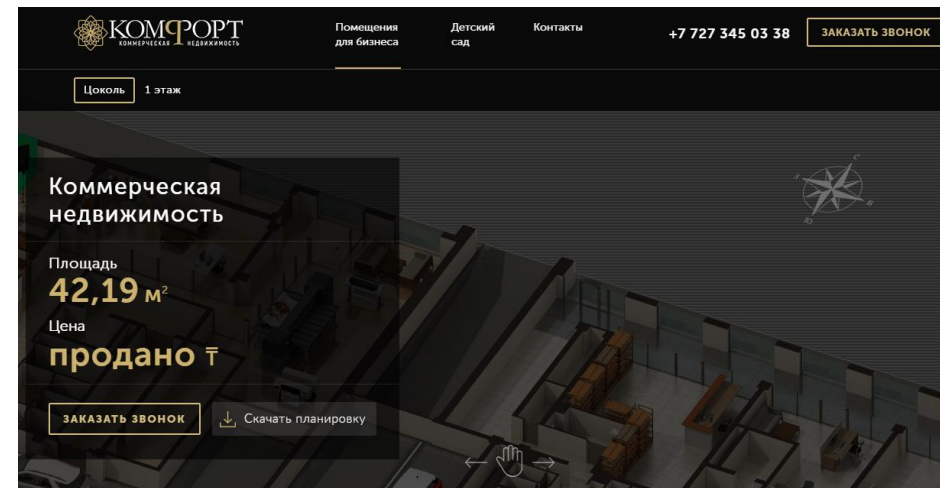 КОМФОРТ
КОММЕРЧЕСКАЯ НЕДВИЖИМОСТЬ
Помещения
для бизнеса
Детский
сад
Контакты
+7 727 345 03 38
ЗАКАЗАТЬ ЗВОНОК
Цоколь
1 этаж
С
З
В
Ю
Коммерческая
недвижимость
Площадь
42,19 м²
Цена
продано ₸
ЗАКАЗАТЬ ЗВОНОК
Скачать планировку